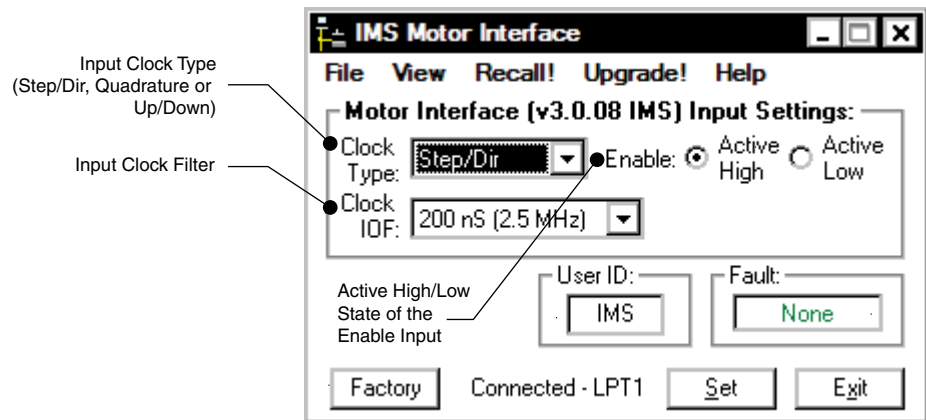 IMS Motor Interface
File View Recall! Upgrade! Help
Input Clock Type
(Step/Dir, Quadrature or
Up/Down)
Input Clock Filter
Motor Interface (v3.0.08 IMS) Input Settings:
Clock
Type:
Step/Dir
Enable:
Active
High
Active
Low
Clock
IOF:
200 nS (2.5 MHz)
Active High/Low
State of the
Enable Input
User ID:
IMS
Fault:
None
Factory
Connected - LPT1
Set
Exit